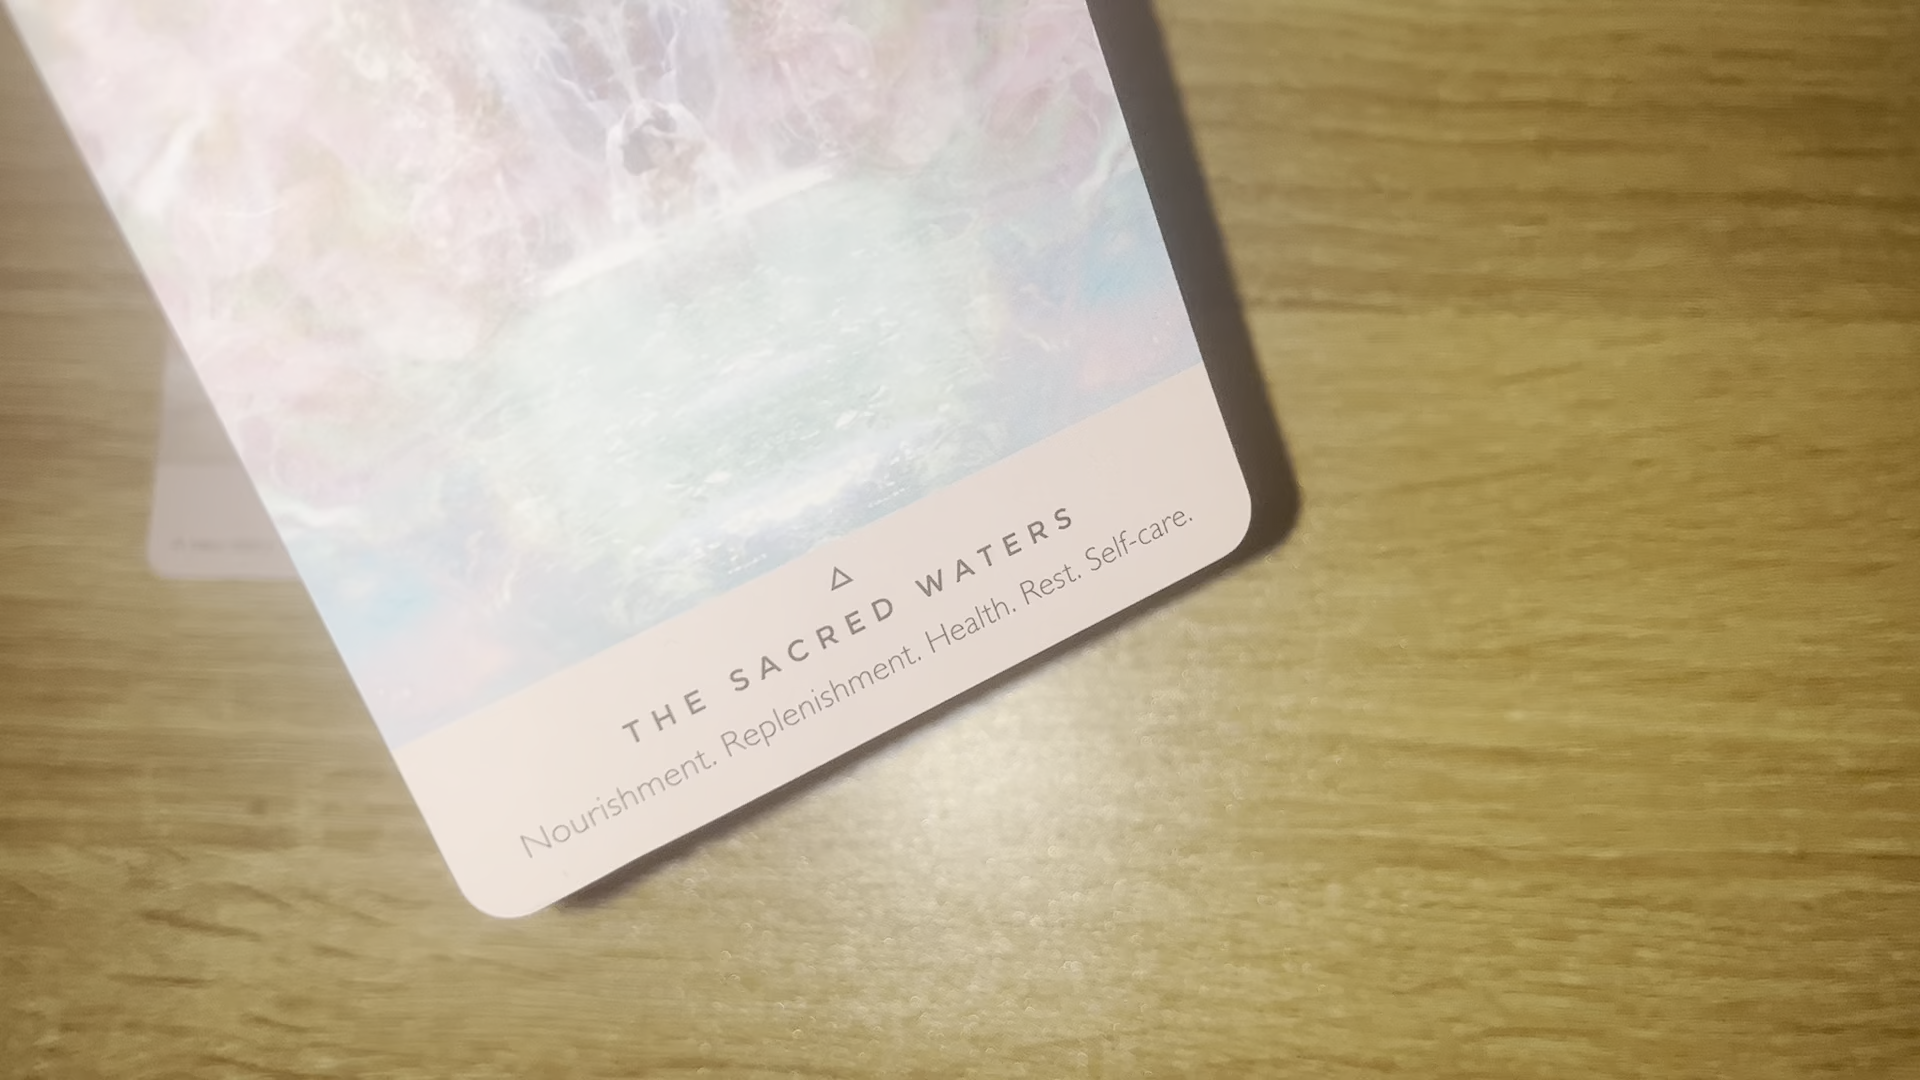 THE SACRED WATERS
Nourishment. Replenishment. Health. Rest. Self-care.